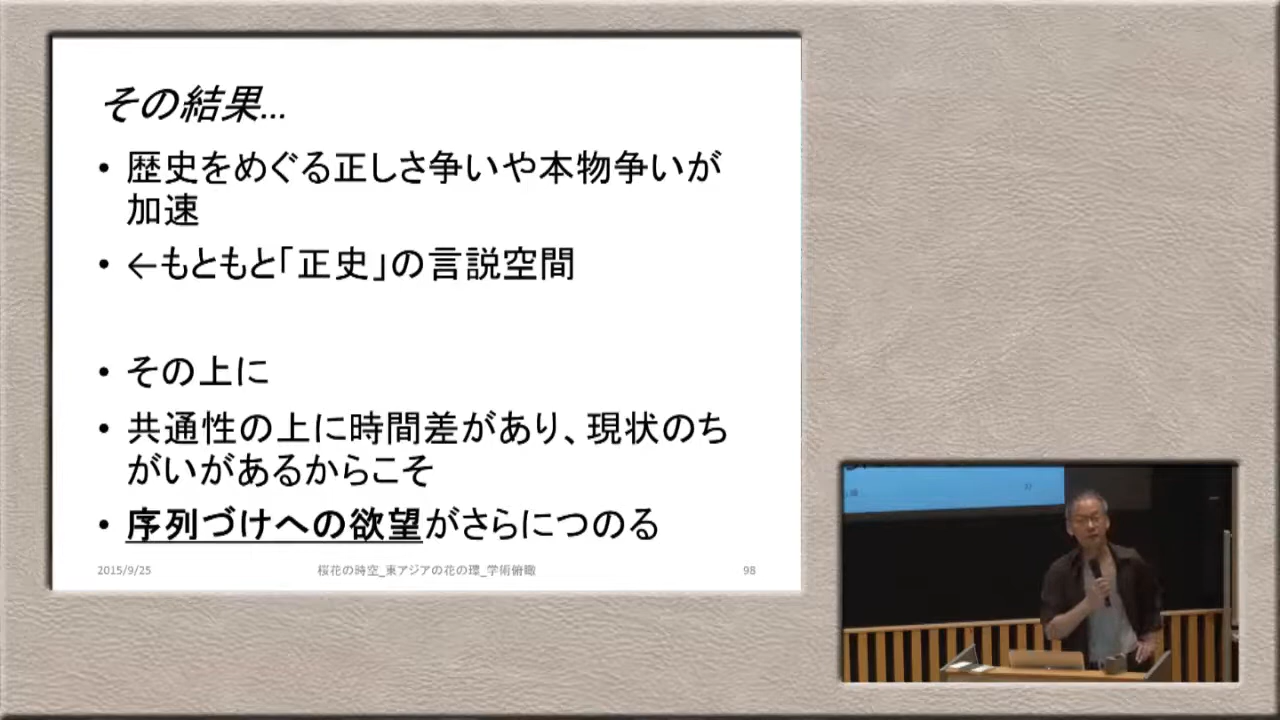 その結果...
• 歴史をめぐる正しさ争いや本物争いが
加速
• ←もともと「正史」の言説空間
• その上に
• 共通性の上に時間差があり、現状のち
がいがあるからこそ
• 序列づけへの欲望がさらにつのる
2015/9/25 桜花の時空_東アジアの花の環_学術俯瞰 98